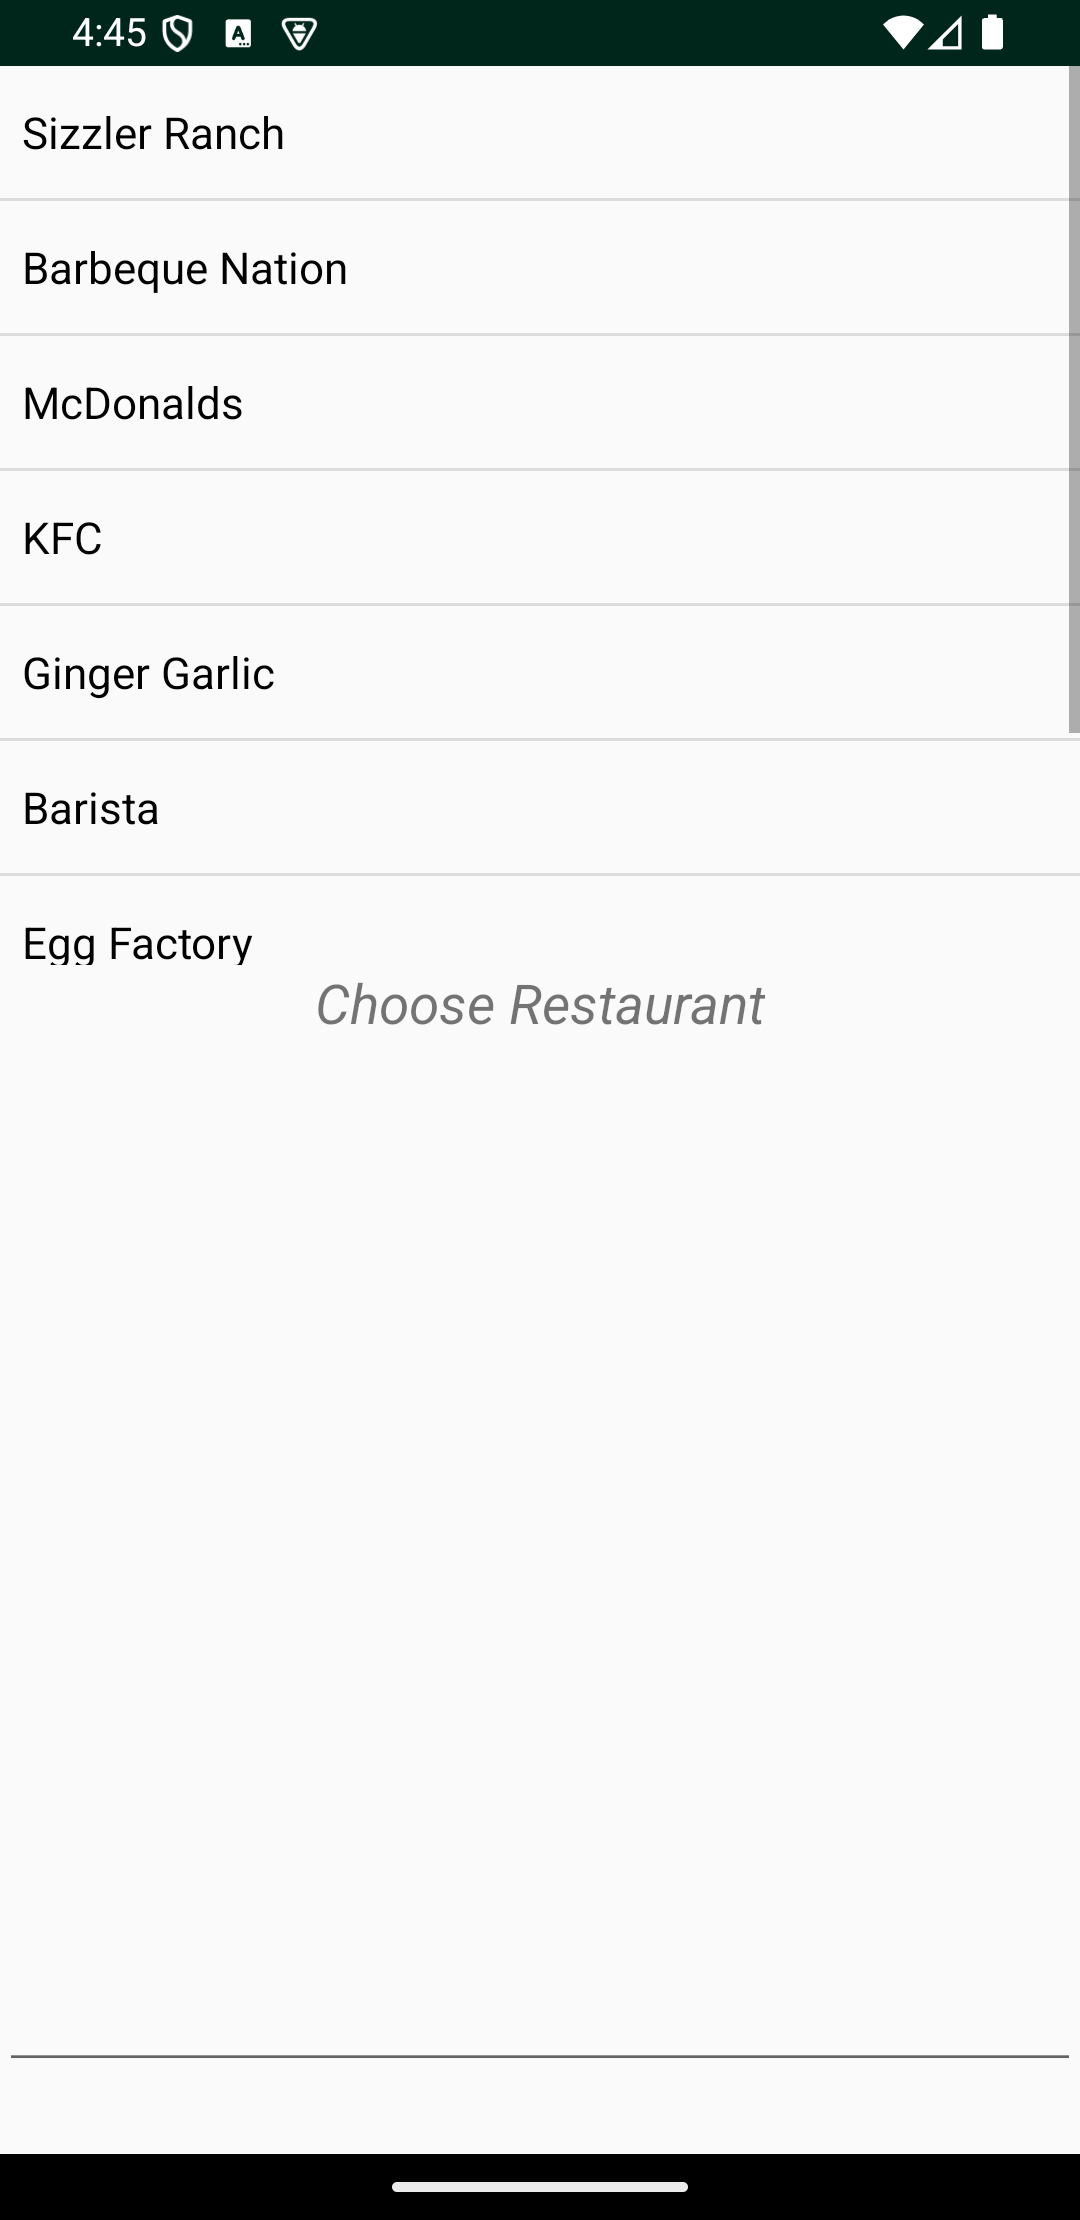 4:45
Sizzler Ranch
Barbeque Nation
McDonalds
KFC
Ginger Garlic
Barista
Egg Factory
Choose Restaurant